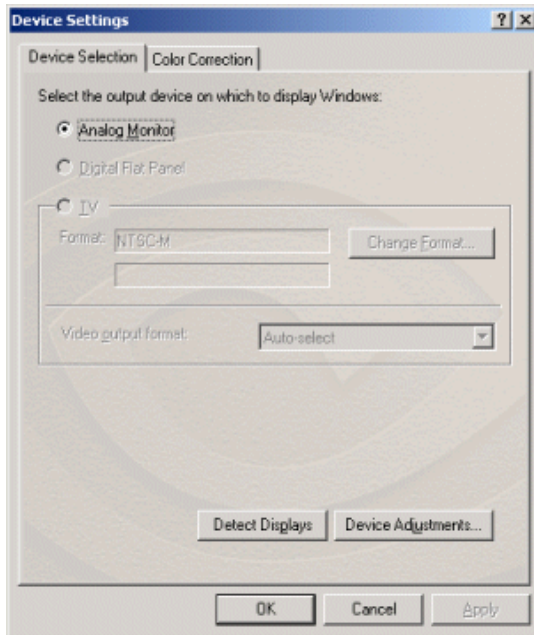 Device Settings
Device Selection
Color Correction
Select the output device on which to display Windows:
Analog Monitor
Digital Flat Panel
TV
Format:
NTSC-M
Change Format...
Video output format:
Auto-select
Detect Displays
Device Adjustments...
OK
Cancel
Apply